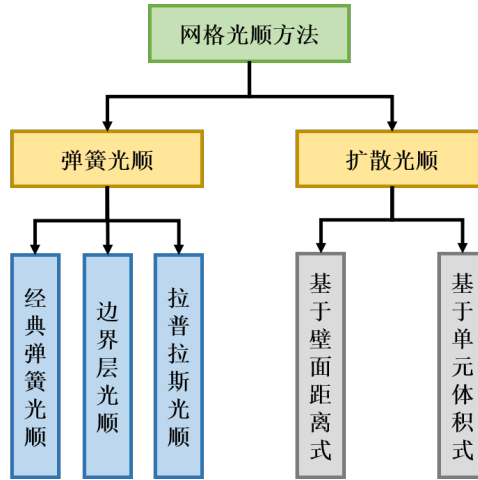 网格光顺方法
弹簧光顺
扩散光顺
经典弹簧光顺
边界层光顺
拉普拉斯光顺
基于壁面距离式
基于单元体积式